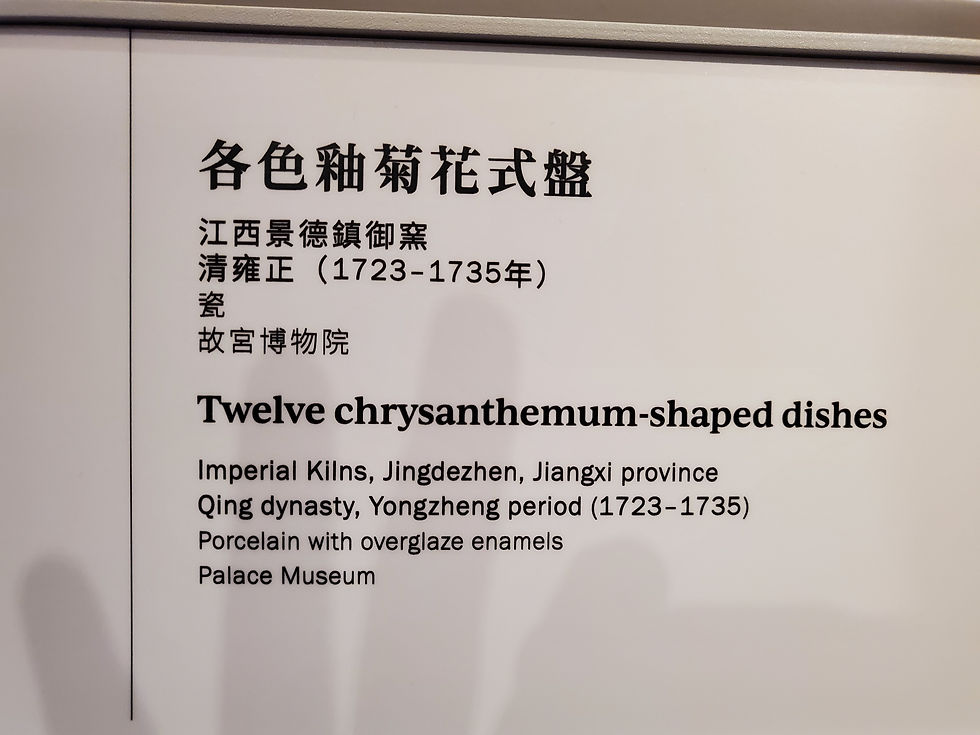 各色釉菊花式盤
江西景德鎮御窯
清雍正（1723–1735年）
瓷
故宮博物院
Twelve chrysanthemum-shaped dishes
Imperial Kilns, Jingdezhen, Jiangxi province
Qing dynasty, Yongzheng period (1723–1735)
Porcelain with overglaze enamels
Palace Museum